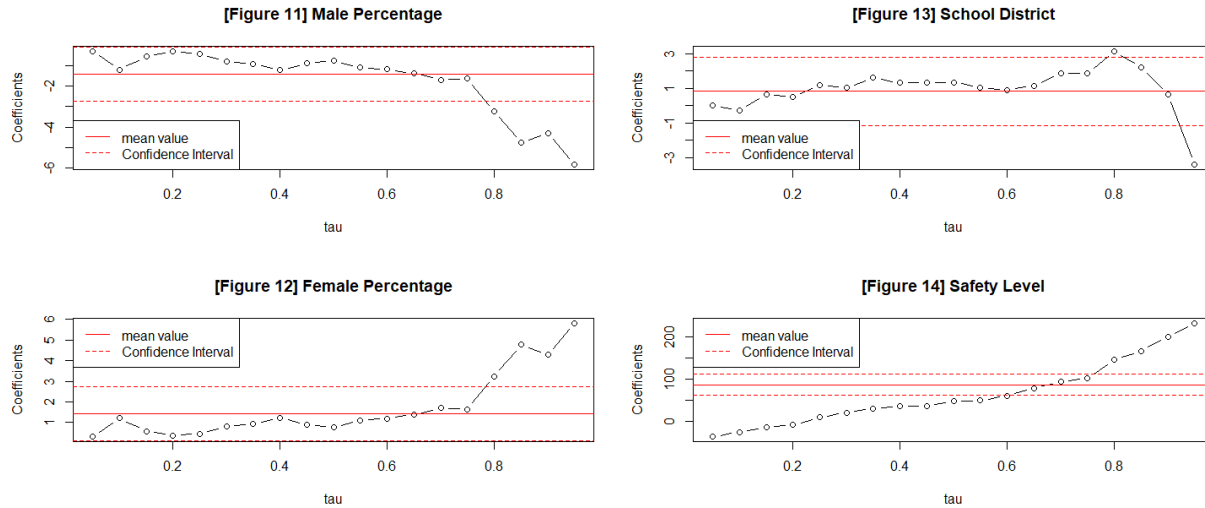 [Figure 11] Male Percentage
Coefficients
-2
-4
-6
mean value
Confidence Interval
0.2 0.4 0.6 0.8
tau
[Figure 13] School District
Coefficients
3
1
-1
-3
mean value
Confidence Interval
0.2 0.4 0.6 0.8
tau
[Figure 12] Female Percentage
Coefficients
6
5
4
3
2
1
mean value
Confidence Interval
0.2 0.4 0.6 0.8
tau
[Figure 14] Safety Level
Coefficients
200
100
0
mean value
Confidence Interval
0.2 0.4 0.6 0.8
tau